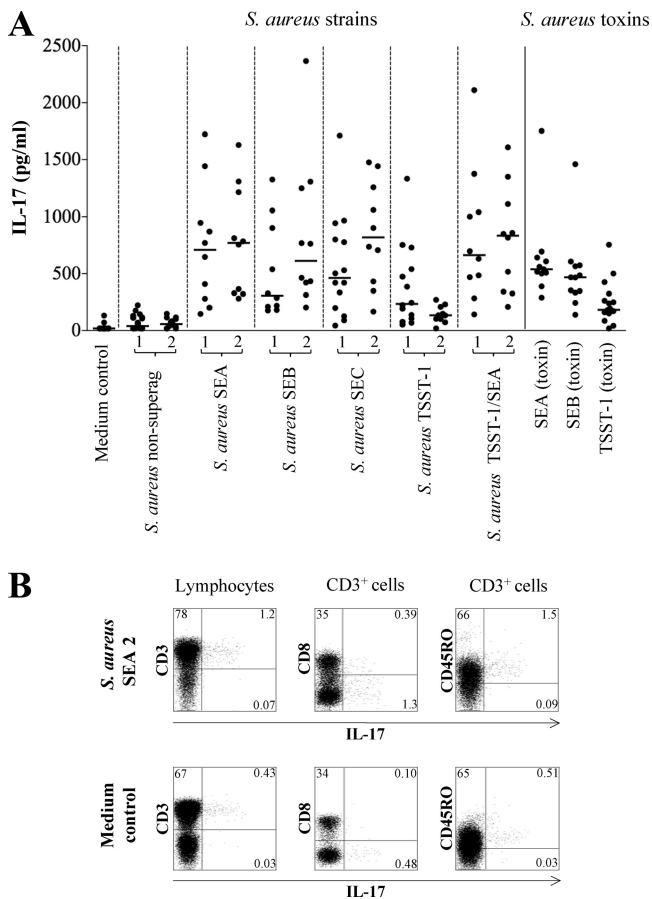 A
S. aureus strains
S. aureus toxins
IL-17 (pg/ml)
2500
2000
1500
1000
500
0
1 2 1 2 1 2 1 2 1 2 1 2
Medium control
S. aureus non-superag
S. aureus SEA
S. aureus SEB
S. aureus SEC
S. aureus TSST-1
S. aureus TSST-1/SEA
SEA (toxin)
SEB (toxin)
TSST-1 (toxin)
B
Lymphocytes
CD3+ cells
CD3+ cells
S. aureus
SEA 2
CD3
78 1.2
0.07
CD8
35 0.39
1.3
CD45RO
66 1.5
0.09
IL-17
Medium
control
CD3
67 0.43
0.03
CD8
34 0.10
0.48
CD45RO
65 0.51
0.03
IL-17